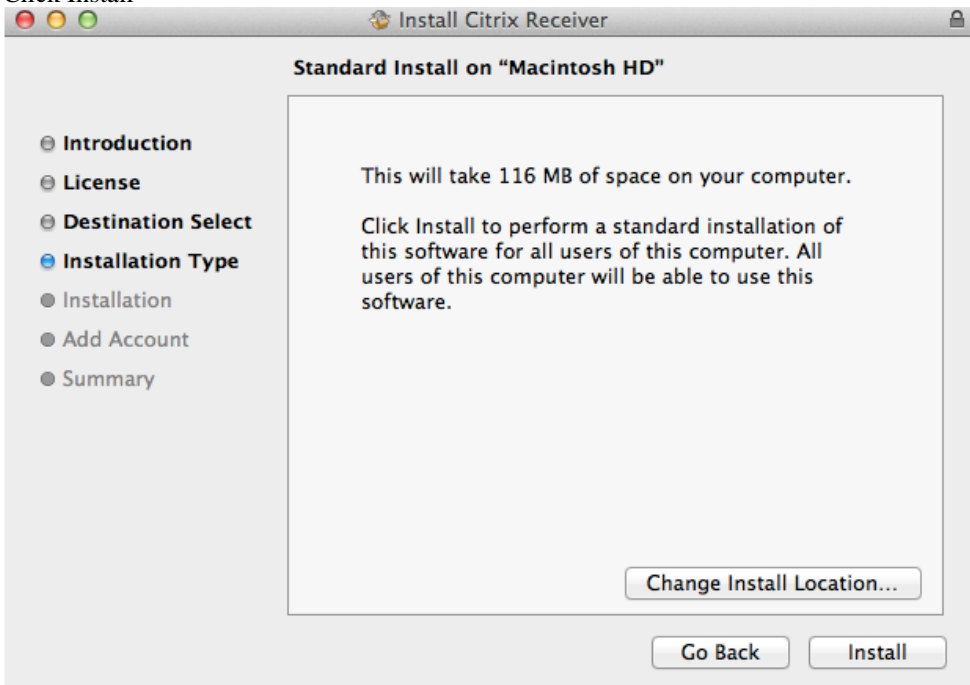 Click Install
Install Citrix Receiver
Standard Install on “Macintosh HD”
Introduction
License
Destination Select
Installation Type
Installation
Add Account
Summary
This will take 116 MB of space on your computer.
Click Install to perform a standard installation of
this software for all users of this computer. All
users of this computer will be able to use this
software.
Change Install Location...
Go Back
Install